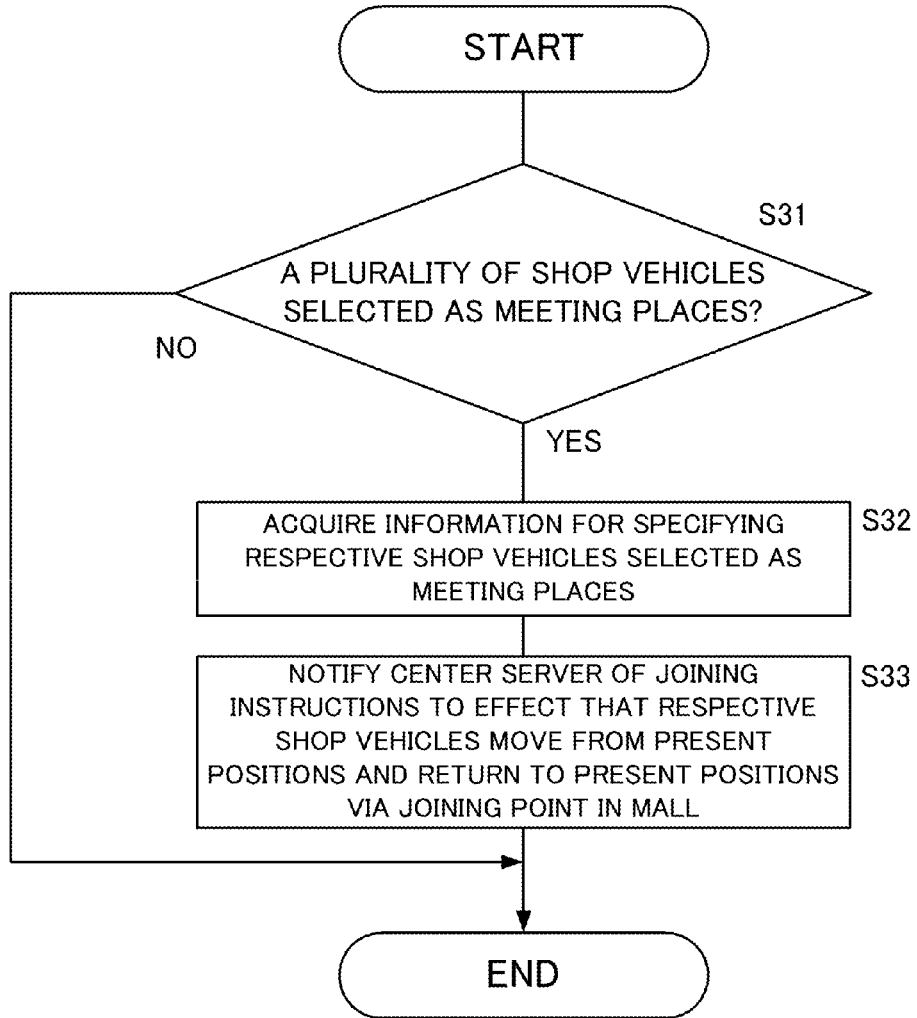 START
S31
A PLURALITY OF SHOP VEHICLES
SELECTED AS MEETING PLACES?
NO
YES
S32
ACQUIRE INFORMATION FOR SPECIFYING
RESPECTIVE SHOP VEHICLES SELECTED AS
MEETING PLACES
S33
NOTIFY CENTER SERVER OF JOINING
INSTRUCTIONS TO EFFECT THAT RESPECTIVE
SHOP VEHICLES MOVE FROM PRESENT
POSITIONS AND RETURN TO PRESENT POSITIONS
VIA JOINING POINT IN MALL
END